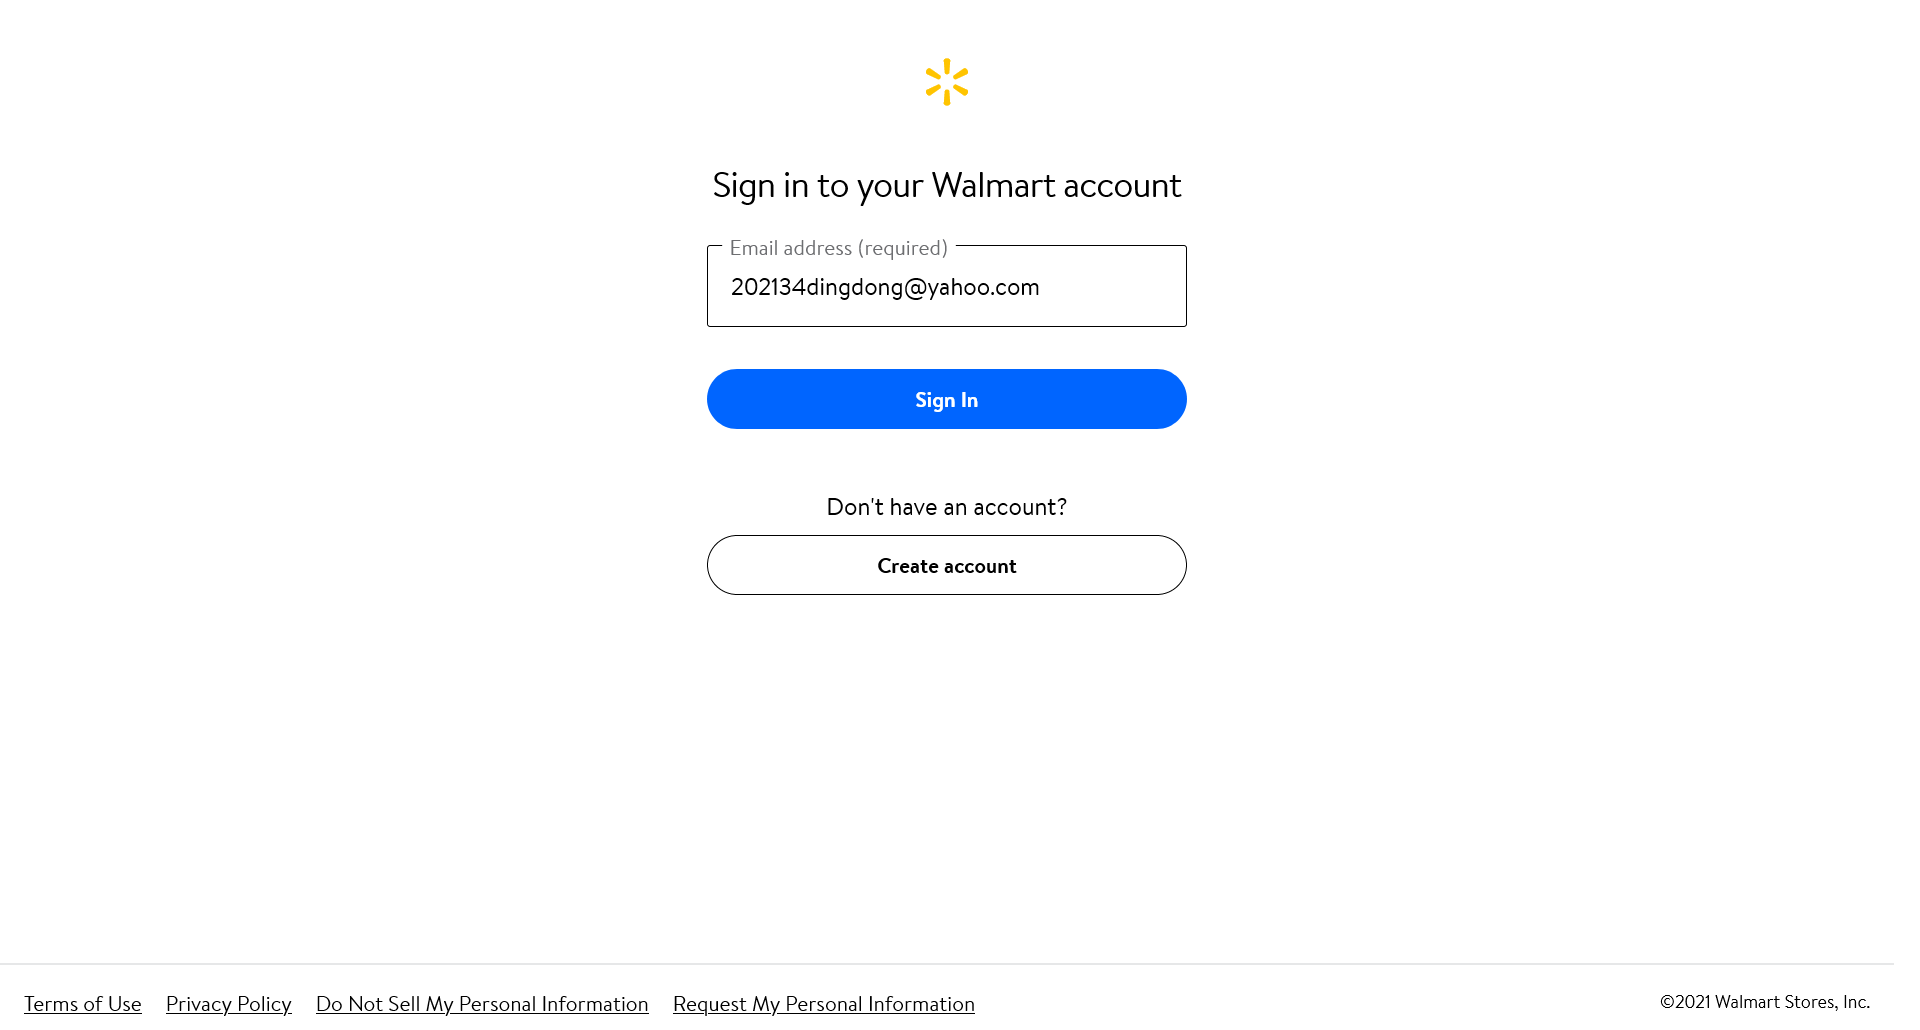 Sign in to your Walmart account
Email address (required)
202134dingdong@yahoo.com
Sign In
Don't have an account?
Create account
Terms of Use Privacy Policy Do Not Sell My Personal Information Request My Personal Information ©2021 Walmart Stores, Inc.